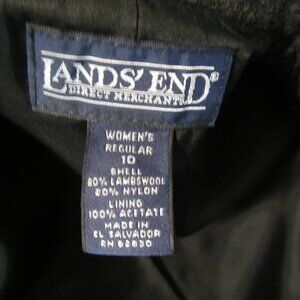 LANDS' END®
DIRECT MERCHANTS
WOMEN'S
REGULAR
10
SHELL
80% LAMBSWOOL
20% NYLON
LINING
100% ACETATE
MADE IN
EL SALVADOR
RN 62830